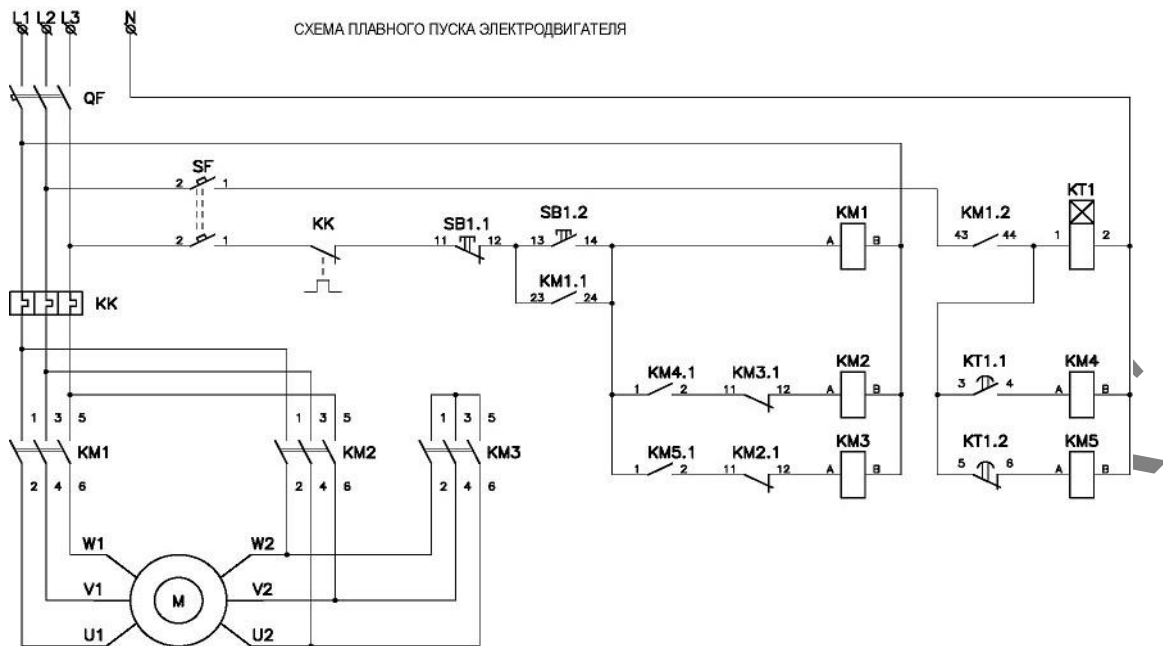 L1 L2 L3 N
СХЕМА ПЛАВНОГО ПУСКА ЭЛЕКТРОДВИГАТЕЛЯ
QF
SF
2 1
KT1
KK
SB1.1
SB1.2
KM1
KM1.2
2 1
11 12
13 14
A B
43 44
1 2
KM1.1
23 24
KK
KM4.1 KM3.1 KM2 KT1.1 KM4
1 2 11 12 A B 3 4 A B
1 3 5 1 3 5 1 3 5
KM1 KM2 KM3
KM5.1 KM2.1 KM3 KT1.2 KM5
1 2 11 12 A B 5 6 A B
2 4 6 2 4 6 2 4 6
W1 W2
V1 M V2
U1 U2